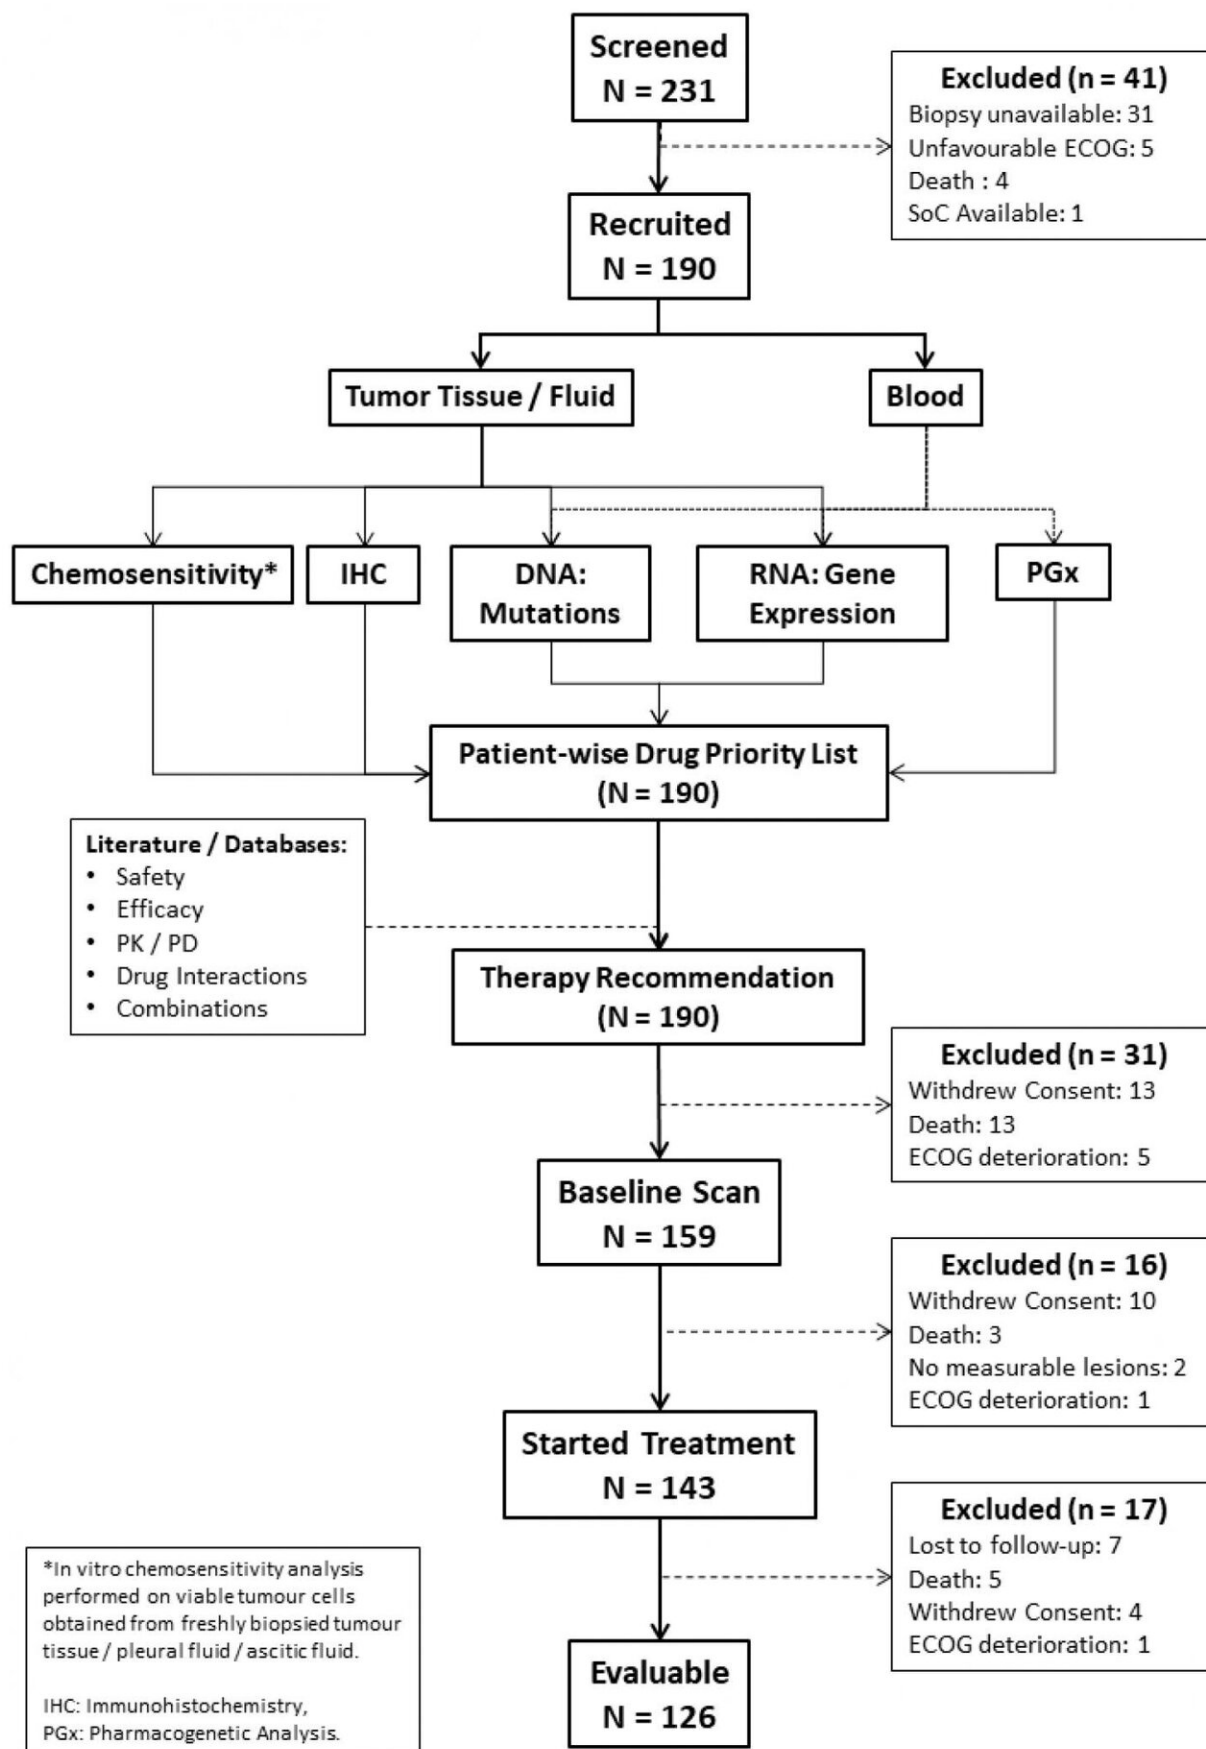 Screened
N = 231
Excluded (n = 41)
Biopsy unavailable: 31
Unfavourable ECOG: 5
Death : 4
SoC Available: 1
Recruited
N = 190
Tumor Tissue / Fluid
Blood
Chemosensitivity*
IHC
DNA:
Mutations
RNA: Gene
Expression
PGx
Patient-wise Drug Priority List
(N = 190)
Literature / Databases:
• Safety
• Efficacy
• PK / PD
• Drug Interactions
• Combinations
Therapy Recommendation
(N = 190)
Excluded (n = 31)
Withdrew Consent: 13
Death: 13
ECOG deterioration: 5
Baseline Scan
N = 159
Excluded (n = 16)
Withdrew Consent: 10
Death: 3
No measurable lesions: 2
ECOG deterioration: 1
Started Treatment
N = 143
Excluded (n = 17)
Lost to follow-up: 7
Death: 5
Withdrew Consent: 4
ECOG deterioration: 1
Evaluable
N = 126
*In vitro chemosensitivity analysis
performed on viable tumour cells
obtained from freshly biopsied tumour
tissue / pleural fluid / ascitic fluid.
IHC: Immunohistochemistry,
PGx: Pharmacogenetic Analysis.